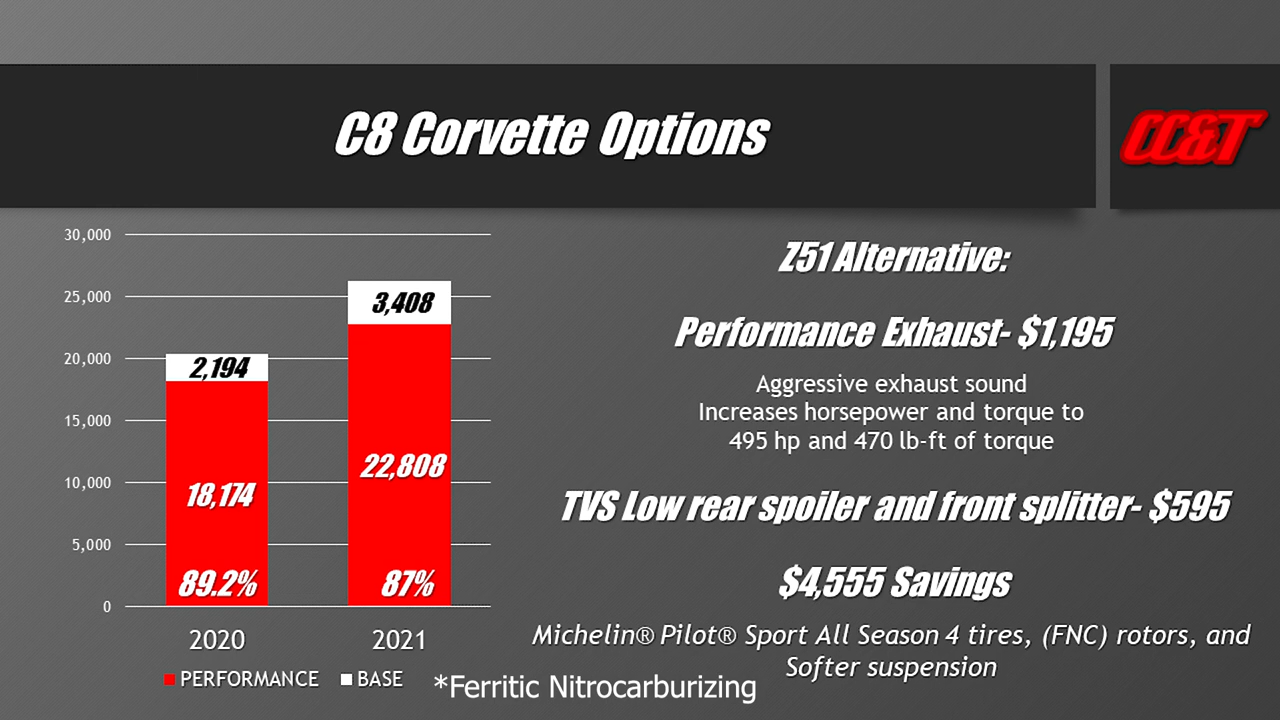 C8 Corvette Options
CC&T
30,000
25,000
20,000
15,000
10,000
5,000
0
2,194
18,174
89.2%
3,408
22,808
87%
2020
2021
PERFORMANCE
BASE
Z51 Alternative:
Performance Exhaust- $1,195
Aggressive exhaust sound
Increases horsepower and torque to
495 hp and 470 lb-ft of torque
TVS Low rear spoiler and front splitter- $595
$4,555 Savings
Michelin® Pilot® Sport All Season 4 tires, (FNC) rotors, and
Softer suspension
*Ferritic Nitrocarburizing